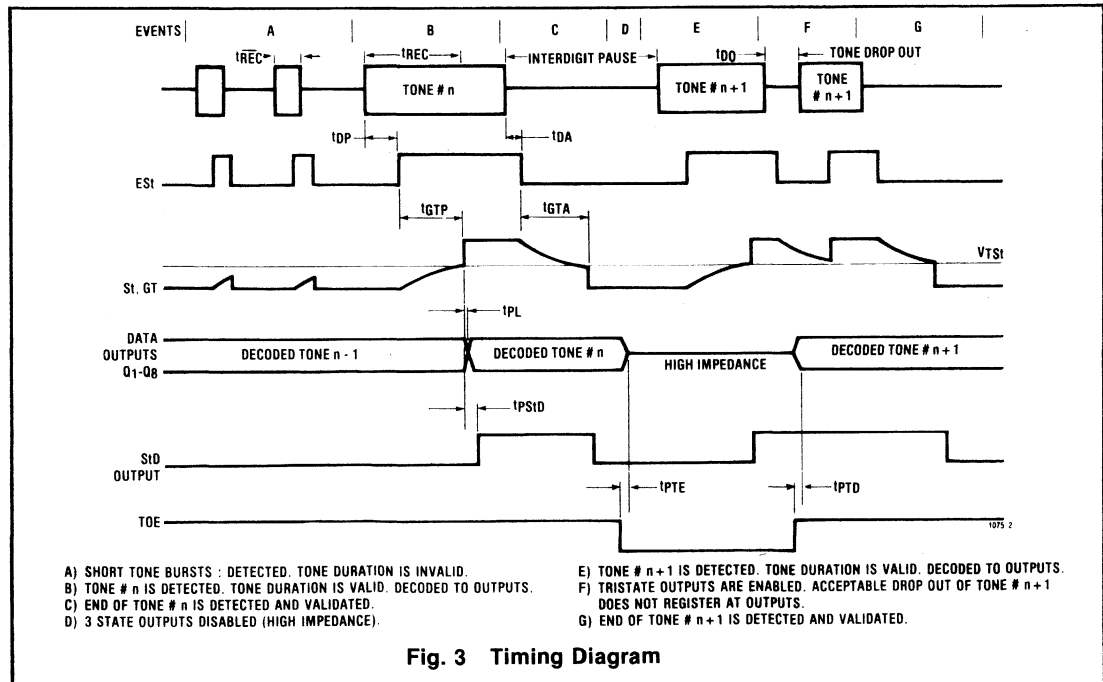 EVENTS A B C D E F G
tREC tREC INTERDIGIT PAUSE tDO TONE DROP OUT
TONE # n TONE # n + 1 TONE # n + 1
tDP tDA
ESt
tGTP tGTA
VTSt
St, GT
tPL
DATA OUTPUTS Q1-Q8
DECODED TONE n - 1 DECODED TONE # n HIGH IMPEDANCE DECODED TONE # n + 1
tPStD
StD OUTPUT
tPTE tPTD
TOE
1075 2
A) SHORT TONE BURSTS : DETECTED. TONE DURATION IS INVALID.
B) TONE # n IS DETECTED. TONE DURATION IS VALID. DECODED TO OUTPUTS.
C) END OF TONE # n IS DETECTED AND VALIDATED.
D) 3 STATE OUTPUTS DISABLED (HIGH IMPEDANCE).
E) TONE # n + 1 IS DETECTED. TONE DURATION IS VALID. DECODED TO OUTPUTS.
F) TRISTATE OUTPUTS ARE ENABLED. ACCEPTABLE DROP OUT OF TONE # n + 1
DOES NOT REGISTER AT OUTPUTS.
G) END OF TONE # n + 1 IS DETECTED AND VALIDATED.
Fig. 3 Timing Diagram